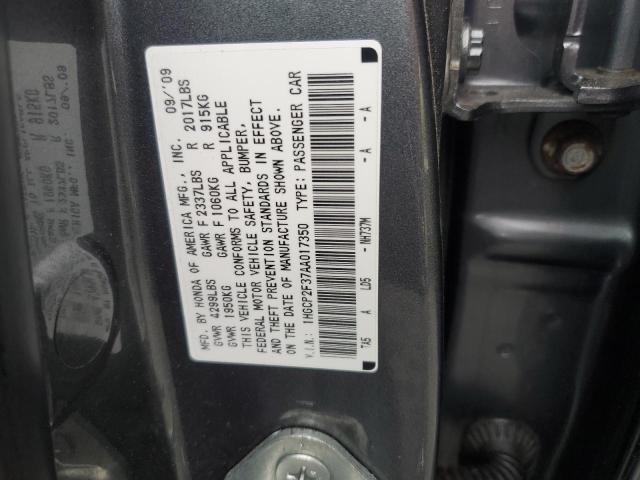 MFD. BY HONDA OF AMERICA MFG., INC. 09/'09
GVWR 4299LBS GAWR F 2337LBS R 2017LBS
GVWR 1950KG GAWR F 1060KG R 915KG
THIS VEHICLE CONFORMS TO ALL APPLICABLE
FEDERAL MOTOR VEHICLE SAFETY, BUMPER,
AND THEFT PREVENTION STANDARDS IN EFFECT
ON THE DATE OF MANUFACTURE SHOWN ABOVE.
V.I.N.: 1HGCP2F37AA017350 TYPE: PASSENGER CAR
TA5 A LD5 - NH737M - A - A